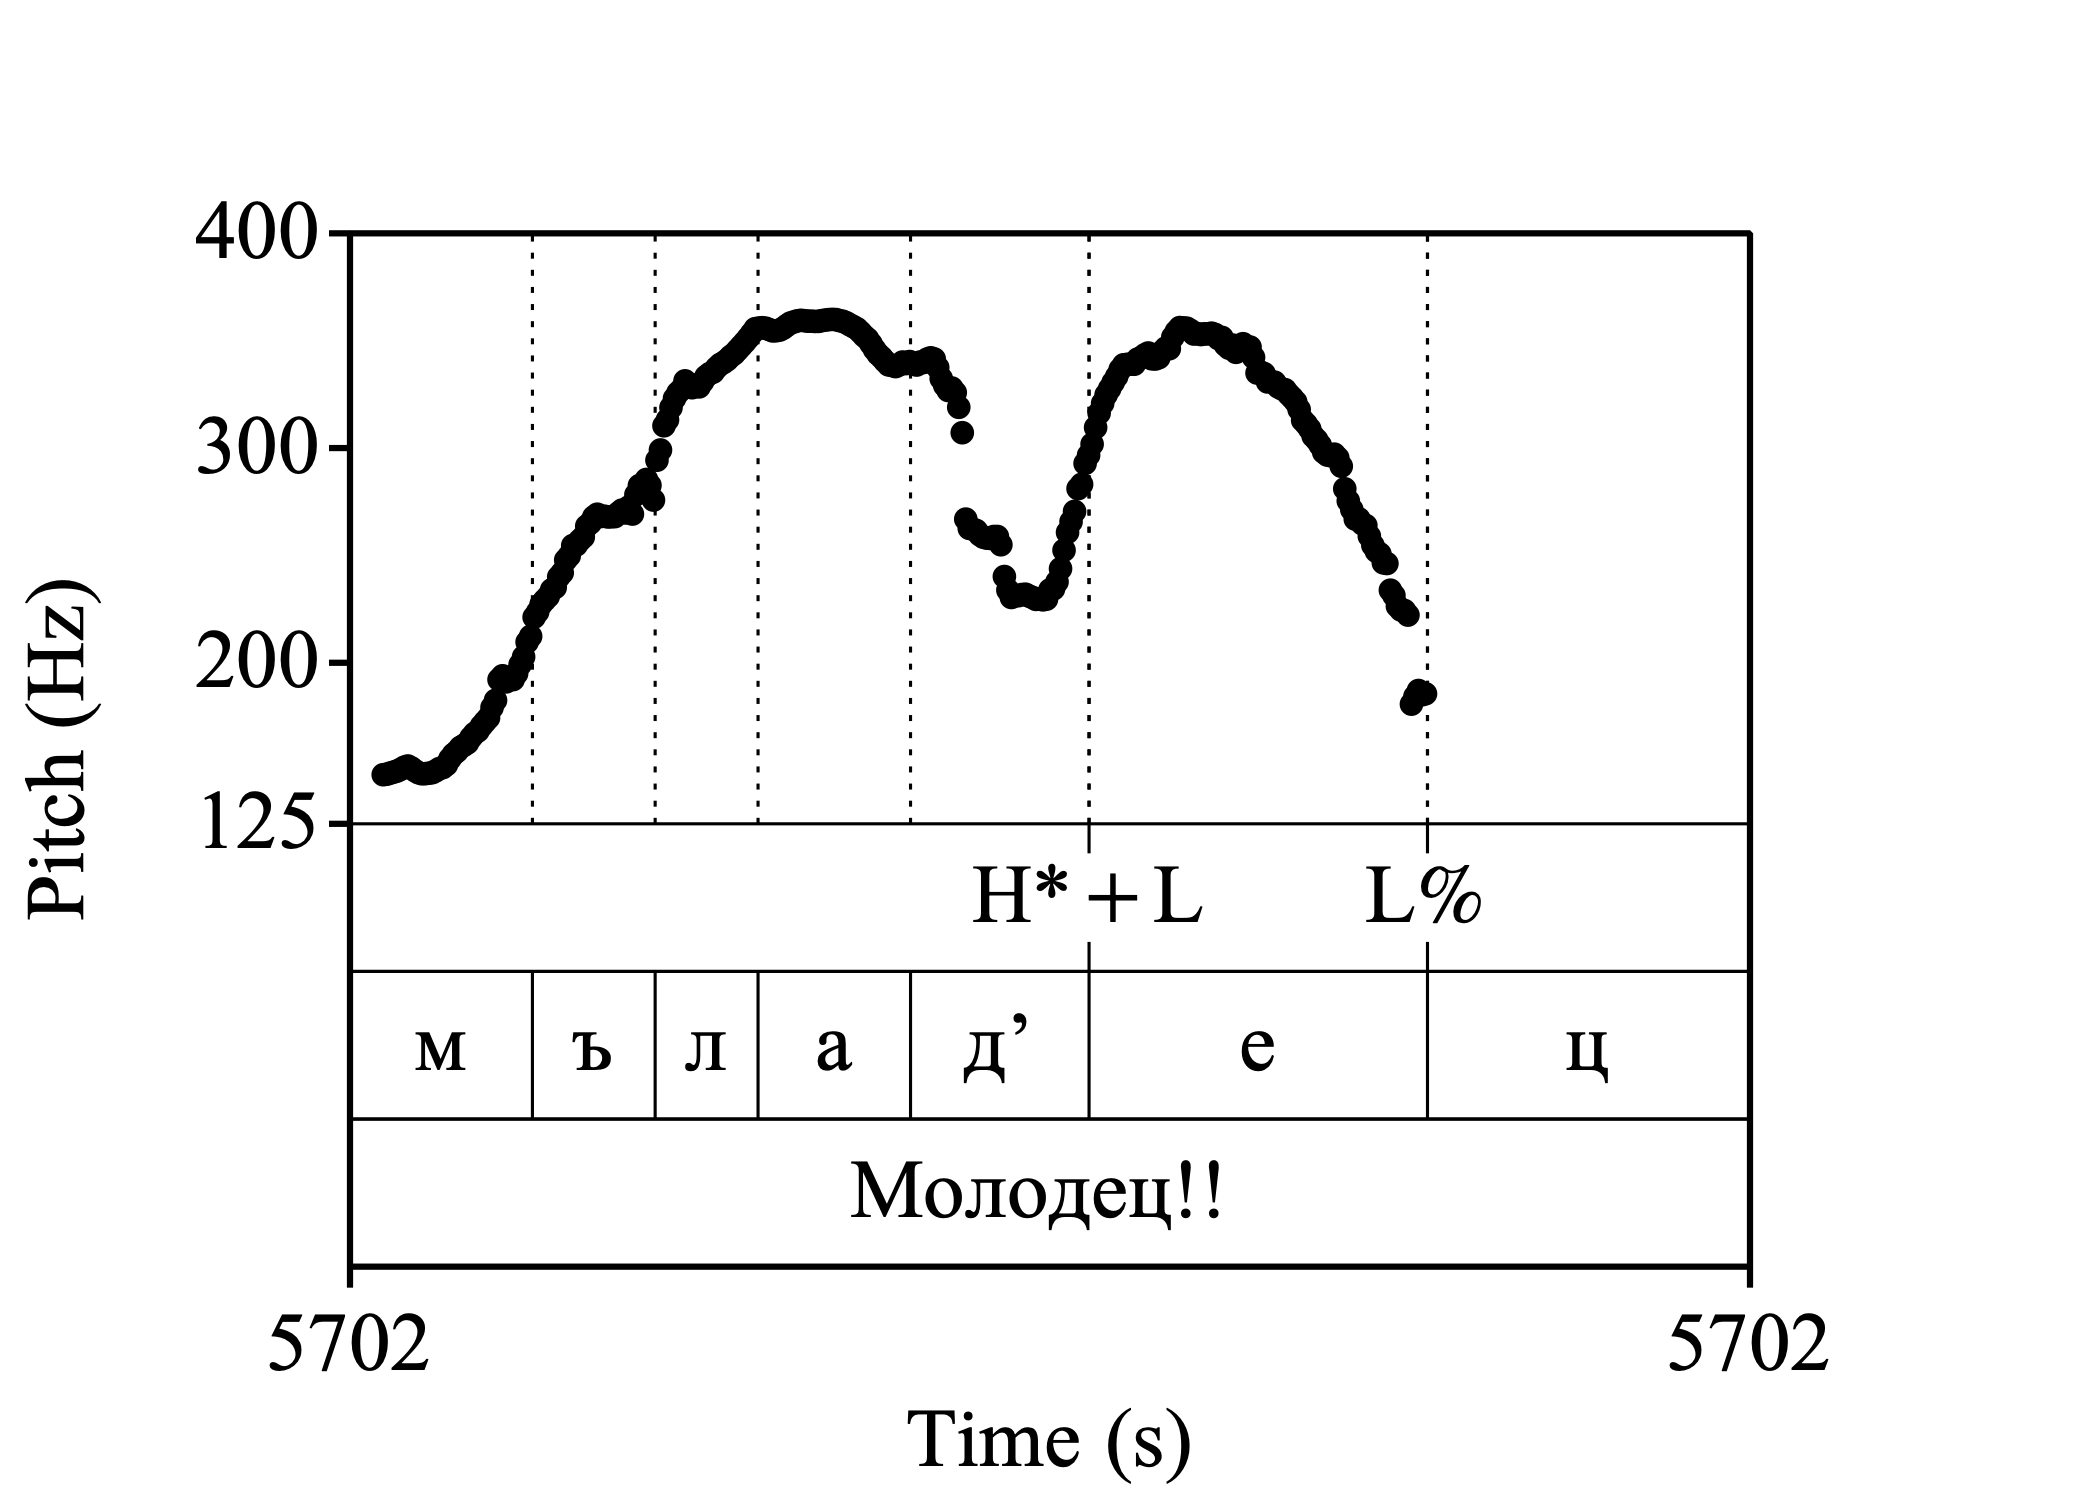 400
300
200
125
Pitch (Hz)
H* + L L%
м ъ л а д’ е ц
Молодец!!
5702 5702
Time (s)